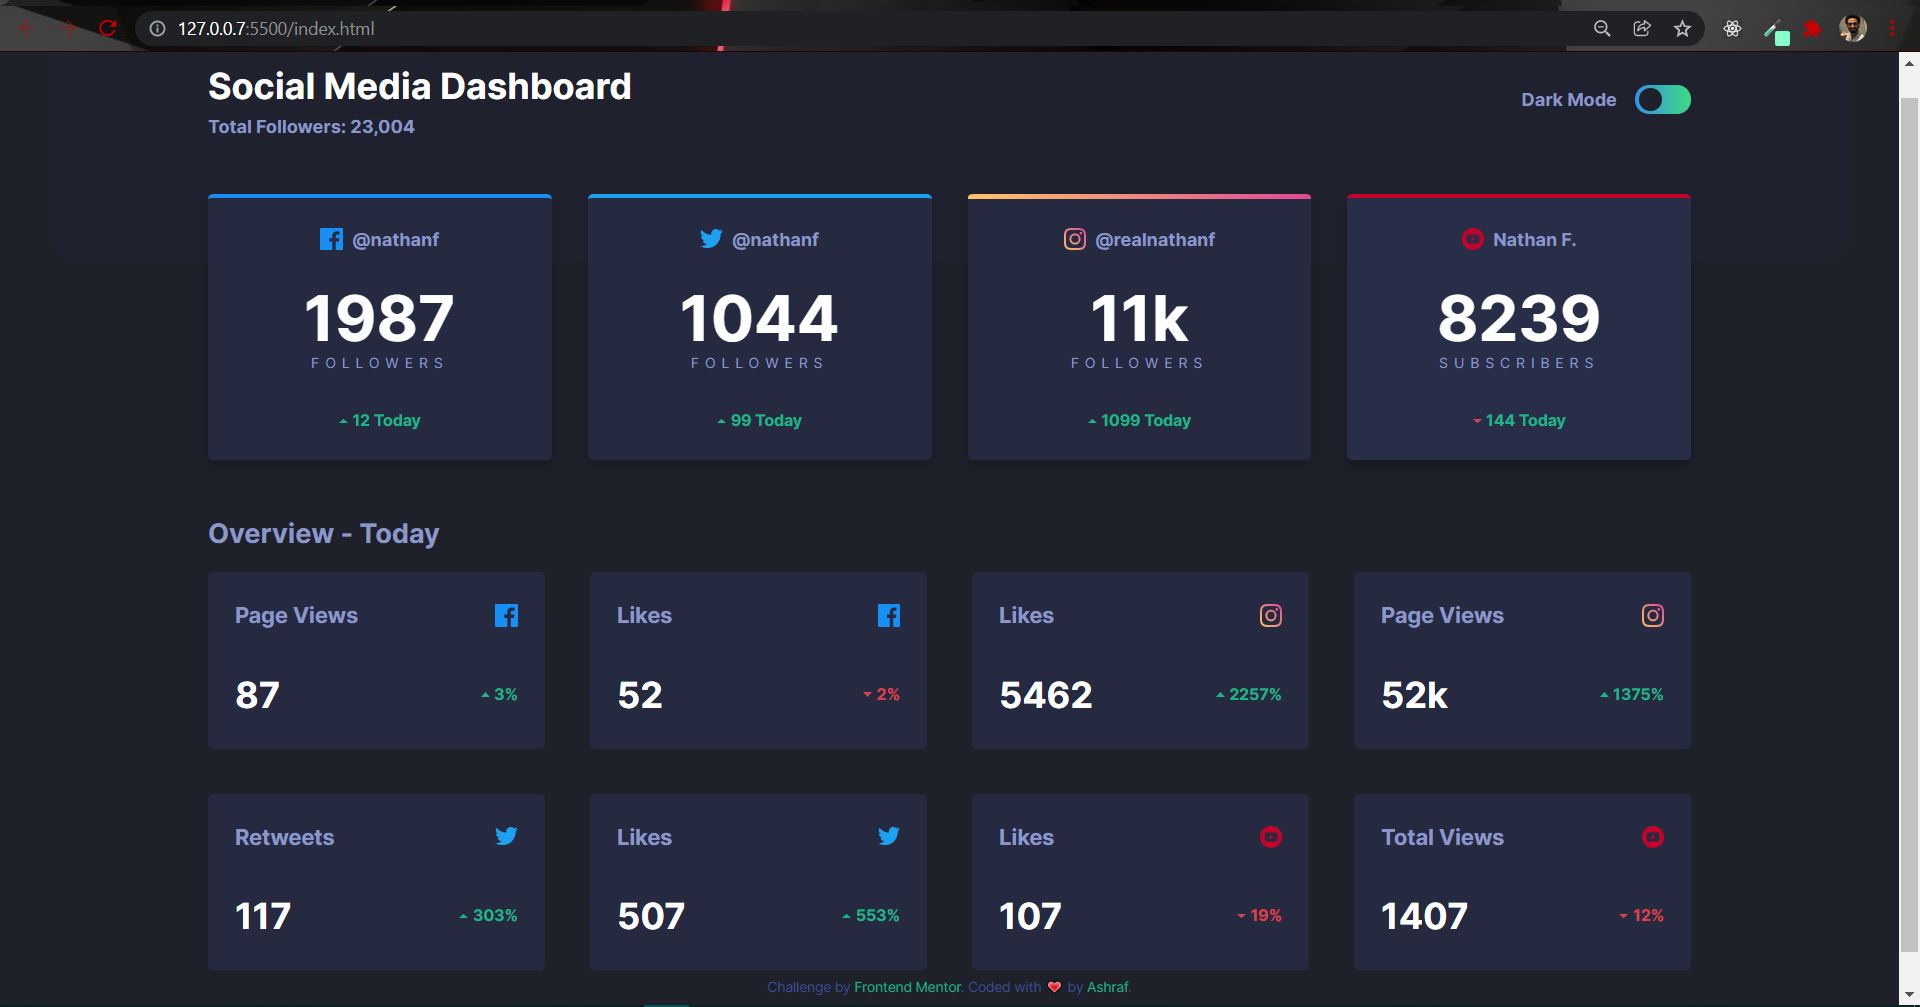 127.0.0.7:5500/index.html
Social Media Dashboard
Dark Mode
Total Followers: 23,004
@nathanf
1987
FOLLOWERS
12 Today
@nathanf
1044
FOLLOWERS
99 Today
@realnathanf
11k
FOLLOWERS
1099 Today
Nathan F.
8239
SUBSCRIBERS
144 Today
Overview - Today
Page Views
87
3%
Likes
52
2%
Likes
5462
2257%
Page Views
52k
1375%
Retweets
117
303%
Likes
507
553%
Likes
107
19%
Total Views
1407
12%
Challenge by Frontend Mentor. Coded with ❤️ by Ashraf.